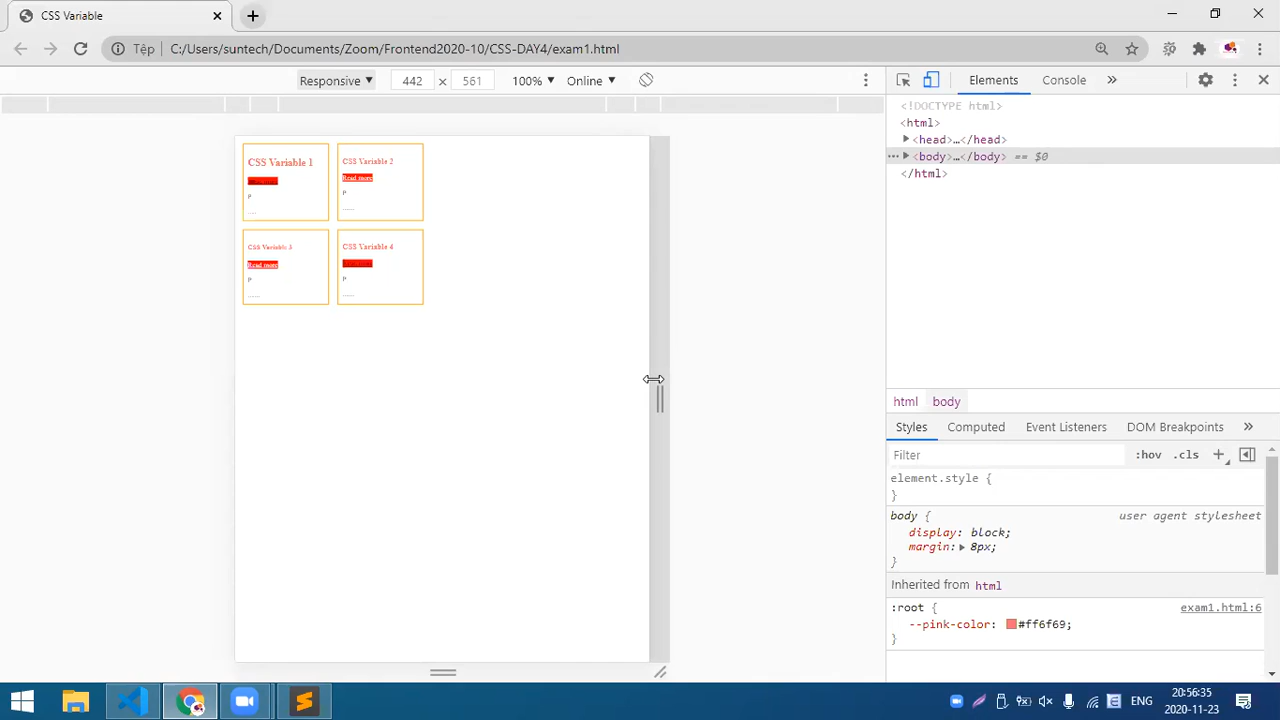 CSS Variable
Tệp
C:/Users/suntech/Documents/Zoom/Frontend2020-10/CSS-DAY4/exam1.html
Responsive 442 × 561 100% Online
Elements Console
<!DOCTYPE html>
<html>
<head>…</head>
<body>…</body> == $0
</html>
CSS Variable 1
P
CSS Variable 2
Read more
P
CSS Variable 3
Read more
P
CSS Variable 4
P
html body
Styles Computed Event Listeners DOM Breakpoints
Filter :hov .cls
element.style {
}
body { user agent stylesheet
display: block;
margin: 8px;
}
Inherited from html
:root { exam1.html:6
--pink-color: #ff6f69;
}
ENG
20:56:35
2020-11-23